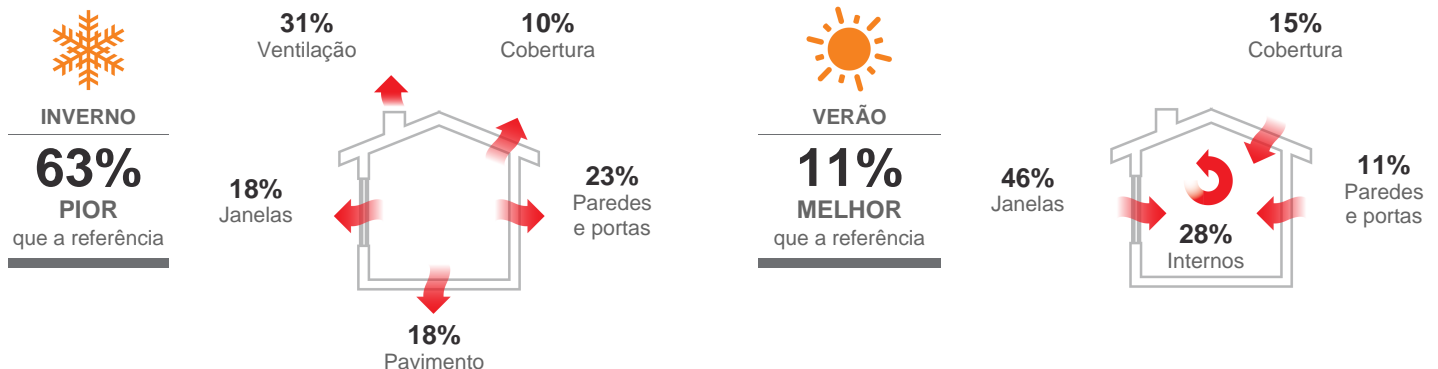 INVERNO
63%
PIOR
que a referência
31%
Ventilação
10%
Cobertura
18%
Janelas
23%
Paredes
e portas
18%
Pavimento
VERÃO
11%
MELHOR
que a referência
15%
Cobertura
46%
Janelas
11%
Paredes
e portas
28%
Internos